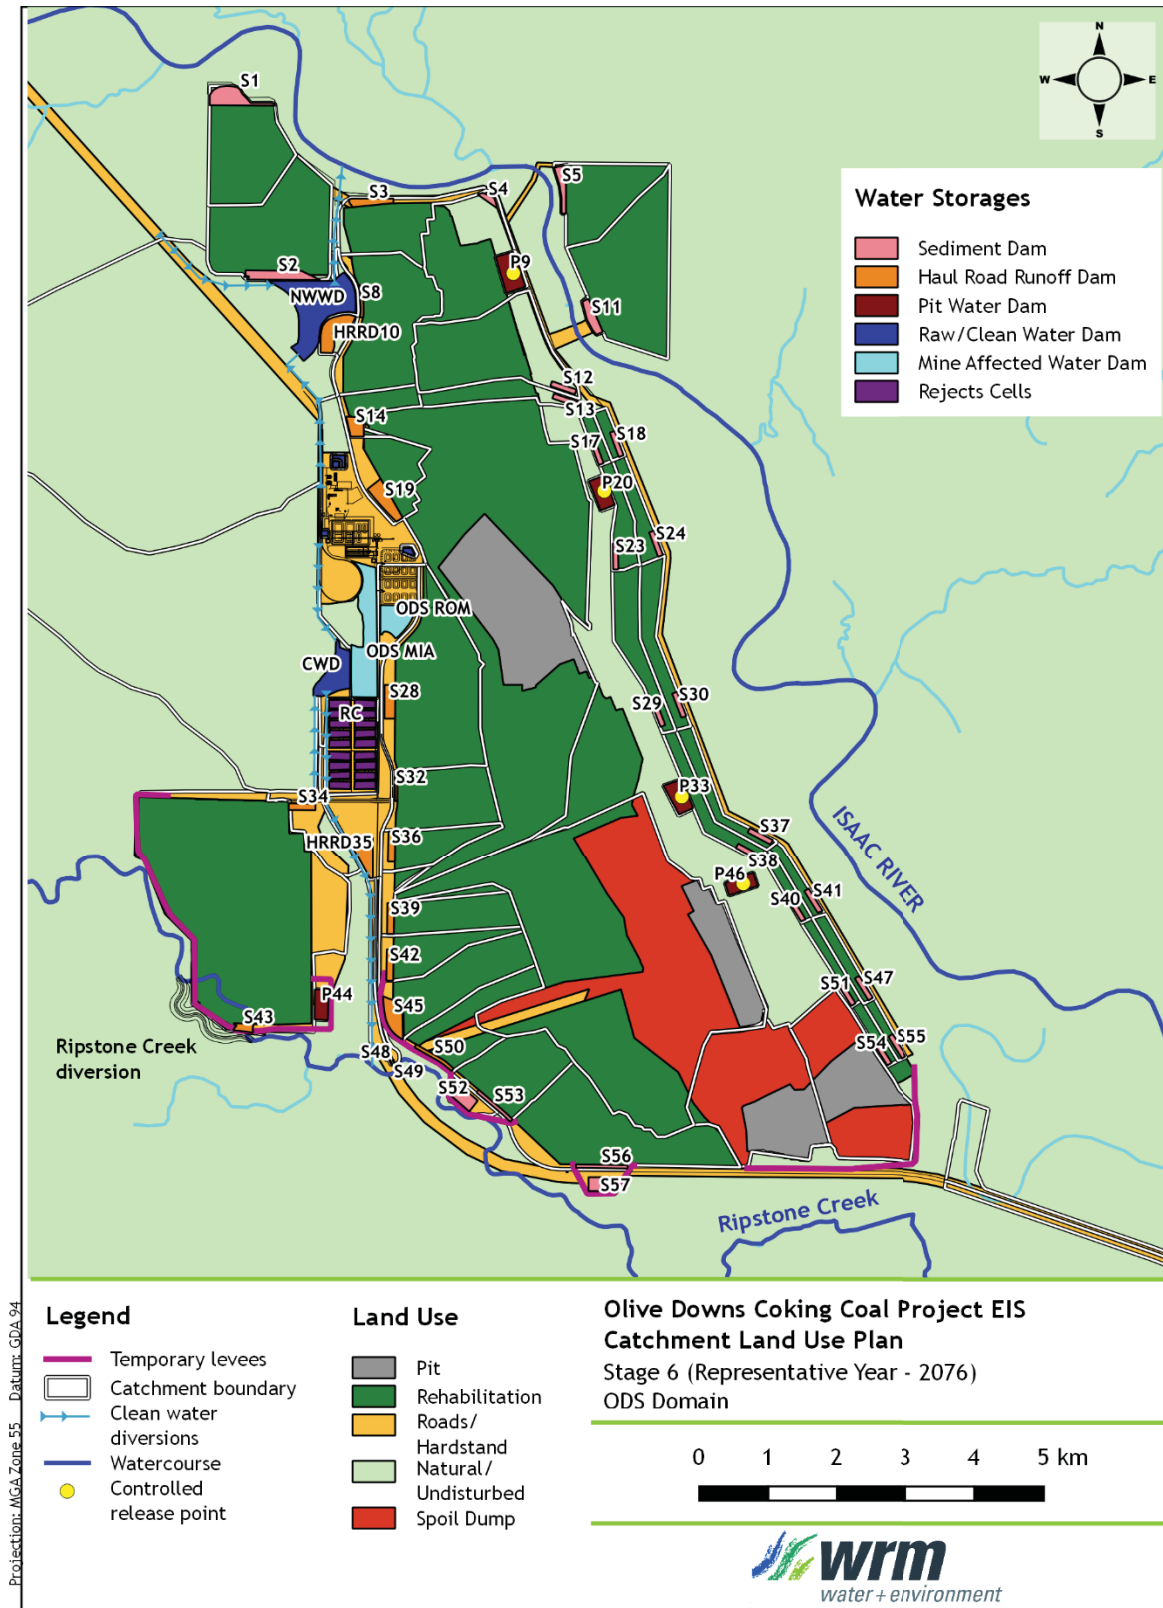 N
W
E
S
S1
S2
S3
S4
S5
P9
NWWD
S8
HRRD10
S11
S12
S13
S14
S17
S18
S19
P20
S23
S24
ODS ROM
ODS MIA
CWD
S28
RC
S29
S30
S32
P33
S34
HRRD35
S36
S37
S38
P46
S39
S40
S41
S42
P44
S43
S45
S47
S51
S48
S49
S50
S52
S53
S54
S55
S56
S57
ISAAC RIVER
Ripstone Creek
diversion
Ripstone Creek
Water Storages
Sediment Dam
Haul Road Runoff Dam
Pit Water Dam
Raw/Clean Water Dam
Mine Affected Water Dam
Rejects Cells
Projection: MGA Zone 55 Datum: GDA 94
Legend
Temporary levees
Catchment boundary
Clean water
diversions
Watercourse
Controlled
release point
Land Use
Pit
Rehabilitation
Roads/
Hardstand
Natural/
Undisturbed
Spoil Dump
Olive Downs Coking Coal Project EIS
Catchment Land Use Plan
Stage 6 (Representative Year - 2076)
ODS Domain
0 1 2 3 4 5 km
wrm
water + environment